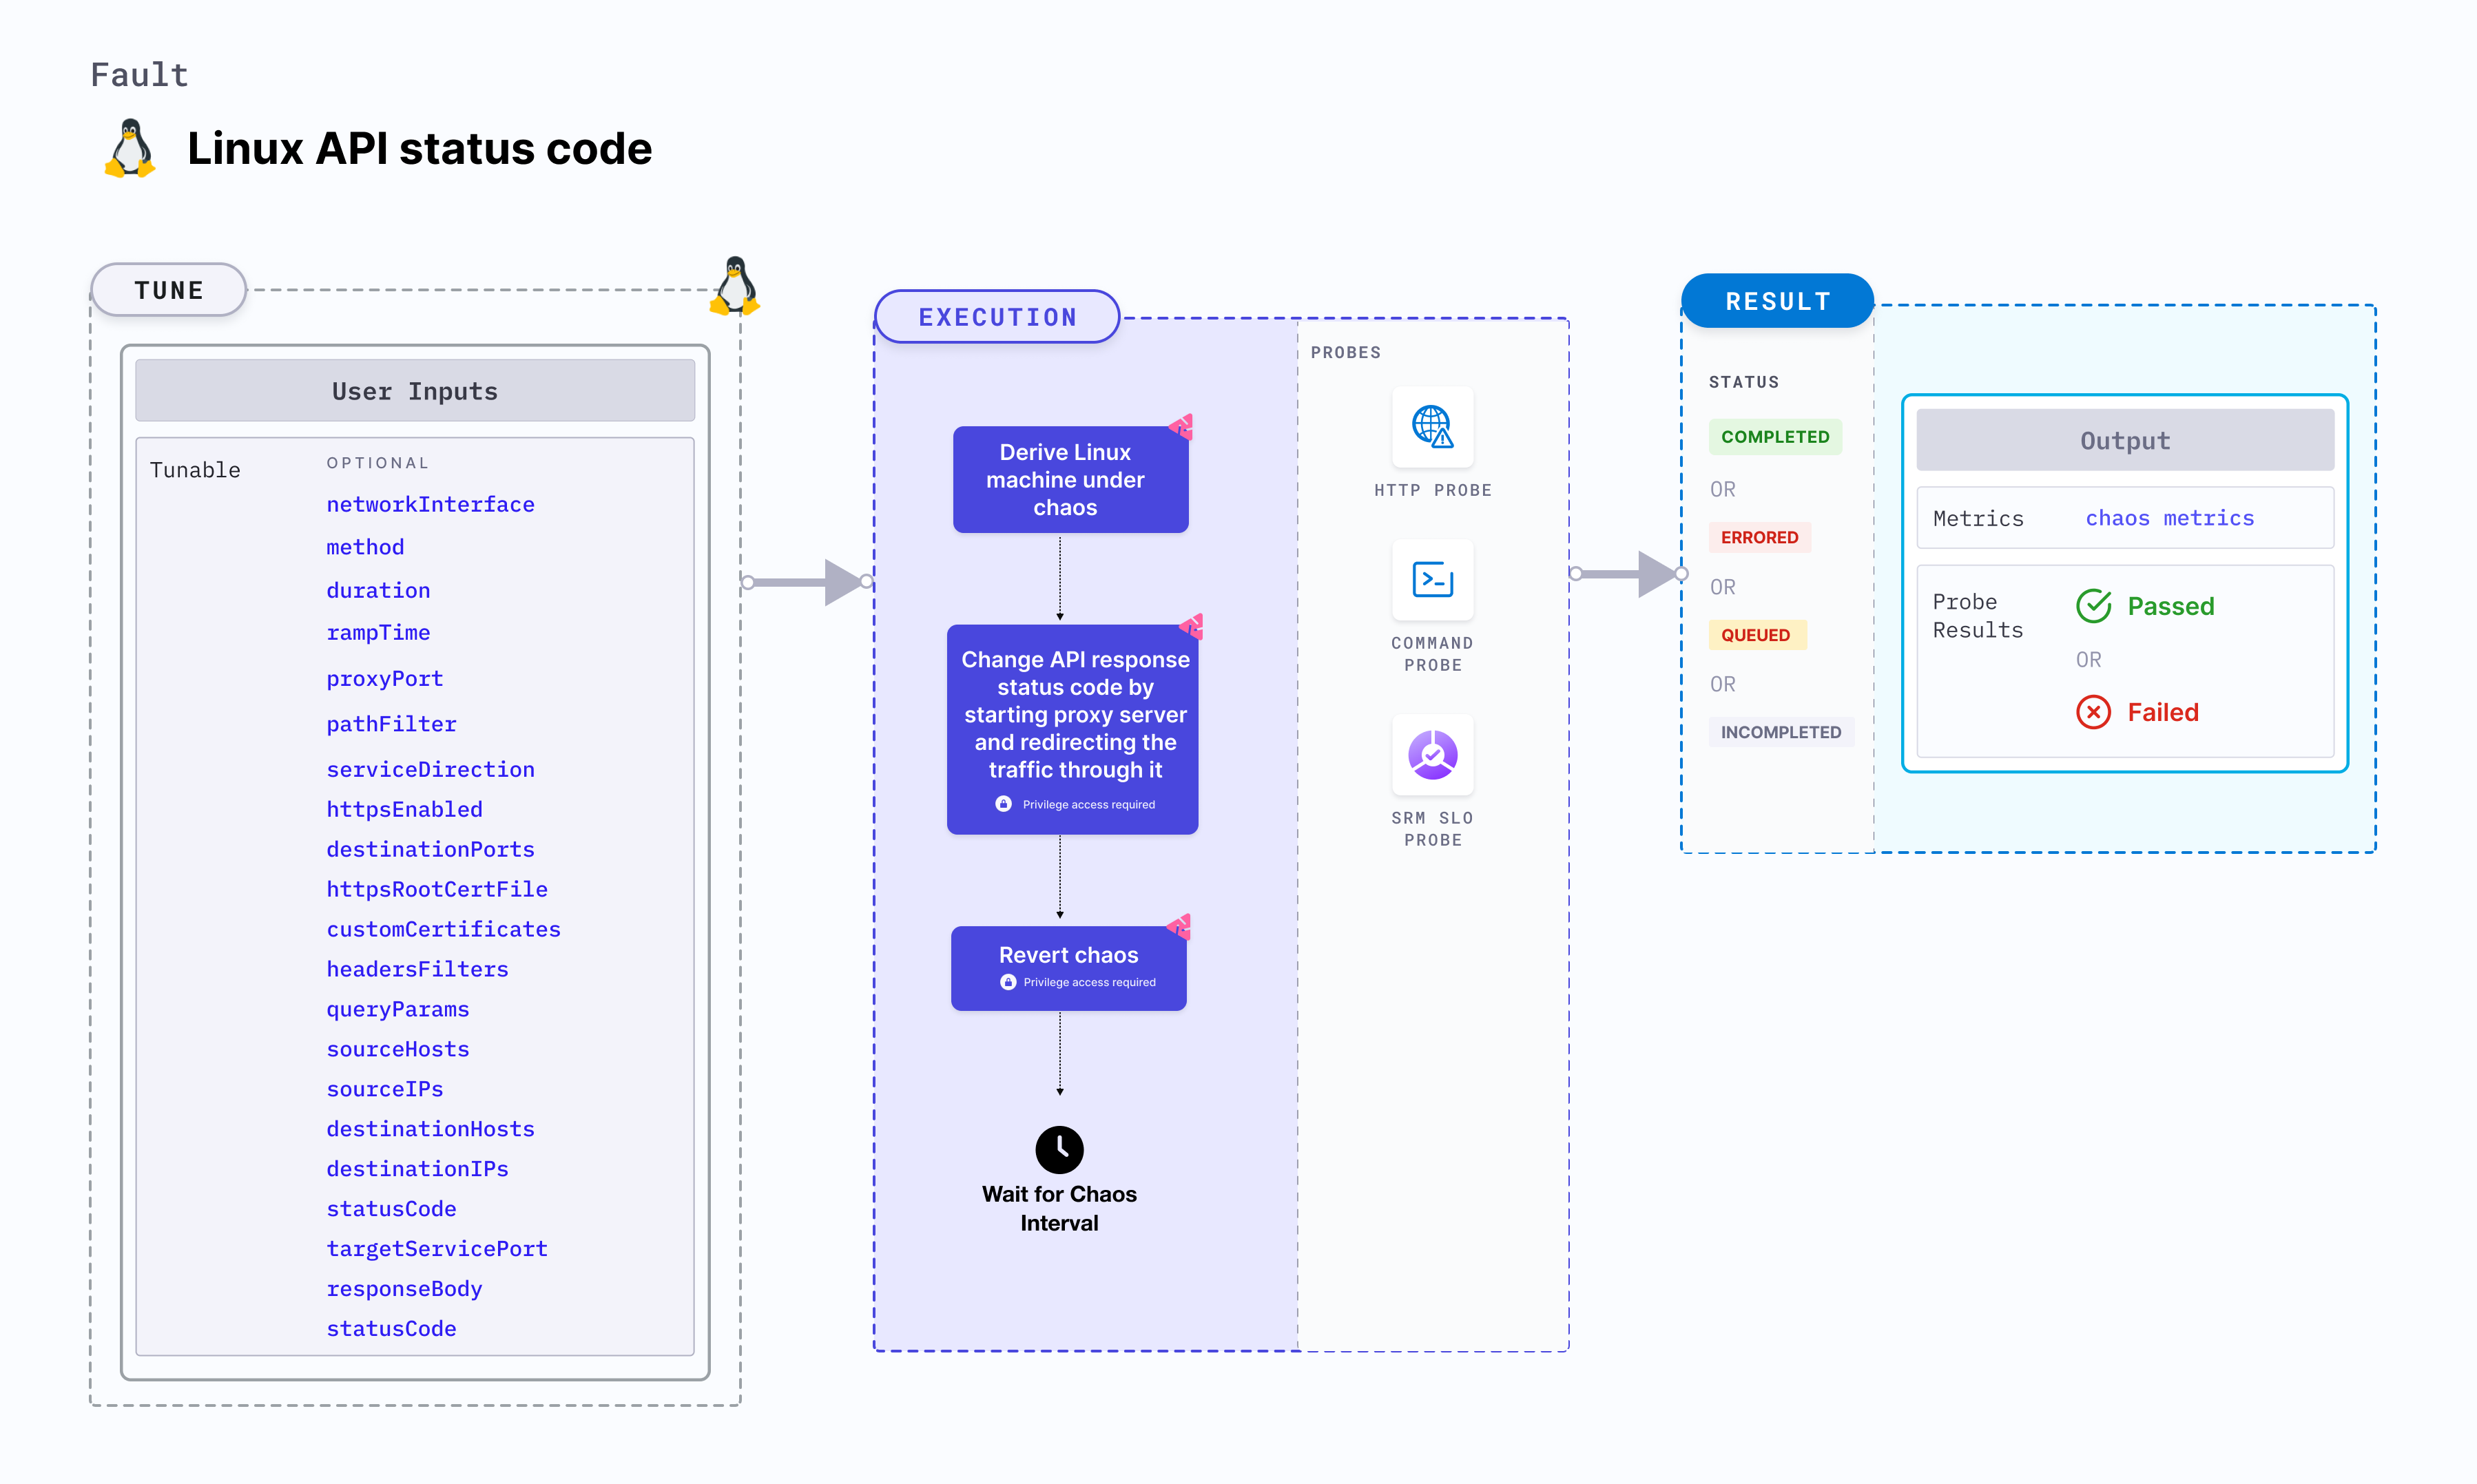 Fault
Linux API status code
TUNE
User Inputs
Tunable
OPTIONAL
networkInterface
method
duration
rampTime
proxyPort
pathFilter
serviceDirection
httpsEnabled
destinationPorts
httpsRootCertFile
customCertificates
headersFilters
queryParams
sourceHosts
sourceIPs
destinationHosts
destinationIPs
statusCode
targetServicePort
responseBody
statusCode
EXECUTION
Derive Linux
machine under
chaos
Change API response
status code by
starting proxy server
and redirecting the
traffic through it
Privilege access required
Revert chaos
Privilege access required
Wait for Chaos
Interval
PROBES
HTTP PROBE
COMMAND
PROBE
SRM SLO
PROBE
RESULT
STATUS
COMPLETED
OR
ERRORED
OR
QUEUED
OR
INCOMPLETED
Output
Metrics
chaos metrics
Probe
Results
Passed
OR
Failed